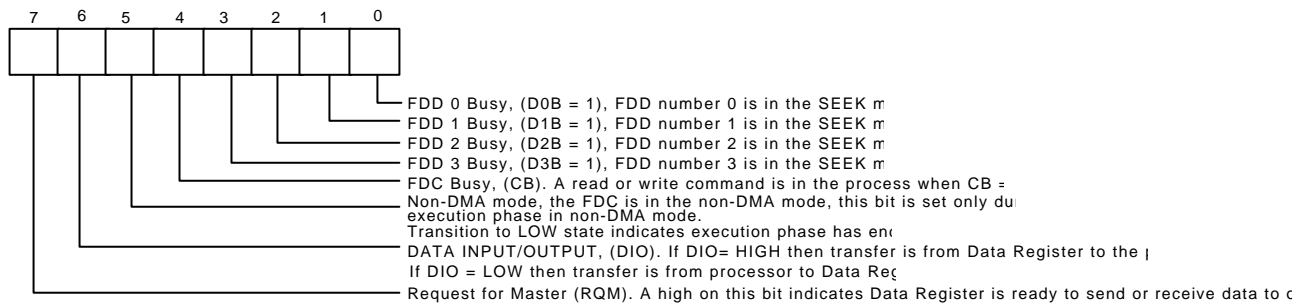 7 6 5 4 3 2 1 0
FDD 0 Busy, (D0B = 1), FDD number 0 is in the SEEK
FDD 1 Busy, (D1B = 1), FDD number 1 is in the SEEK
FDD 2 Busy, (D2B = 1), FDD number 2 is in the SEEK
FDD 3 Busy, (D3B = 1), FDD number 3 is in the SEEK
FDC Busy, (CB). A read or write command is in the process when CB =
Non-DMA mode, the FDC is in the non-DMA mode, this bit is set only
execution phase in non-DMA mode.
Transition to LOW state indicates execution phase has
DATA INPUT/OUTPUT, (DIO). If DIO= HIGH then transfer is from Data Register to the
If DIO = LOW then transfer is from processor to Data
Request for Master (RQM). A high on this bit indicates Data Register is ready to send or receive data to